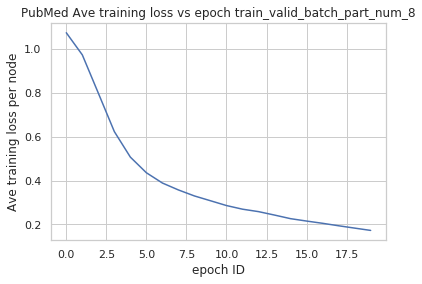 PubMed Ave training loss vs epoch train_valid_batch_part_num_8
Ave training loss per node
1.0
0.8
0.6
0.4
0.2
0.0 2.5 5.0 7.5 10.0 12.5 15.0 17.5
epoch ID